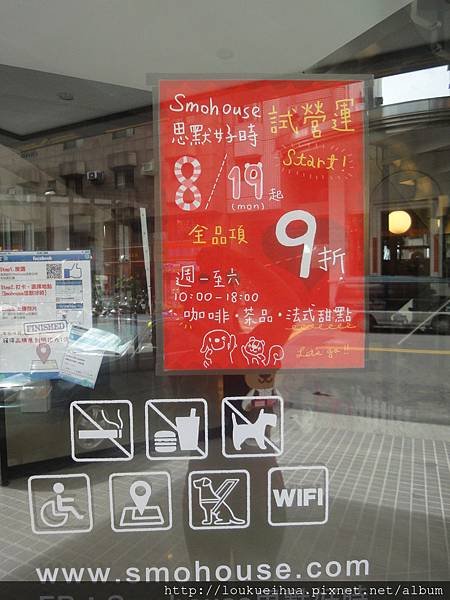 Smohouse
思默好時
試營運
Start!
8/19起
(mon)
全品項
9折
週一至六
10:00-18:00
咖啡·茶品·法式甜點
Let's go!!
facebook
FINISHED
WIFI
www.smohouse.com
http://loukueihua.pixnet.net/album